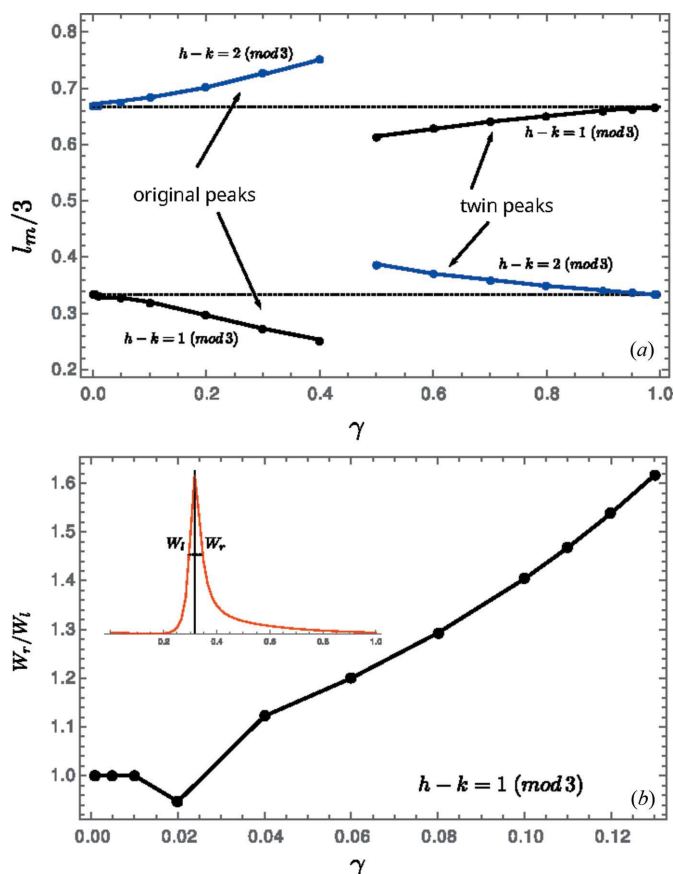 0.8
h − k = 2 (mod 3)
0.7
h − k = 1 (mod 3)
0.6
original peaks
twin peaks
l_m/3
0.5
0.4
h − k = 2 (mod 3)
0.3
h − k = 1 (mod 3)
(a)
0.2
0.0 0.2 0.4 0.6 0.8 1.0
γ
1.6
W_l W_r
1.5
1.4
0.2 0.4 0.6 0.8 1.0
W_r/W_l
1.3
1.2
1.1
1.0
h − k = 1 (mod 3)
(b)
0.00 0.02 0.04 0.06 0.08 0.10 0.12
γ